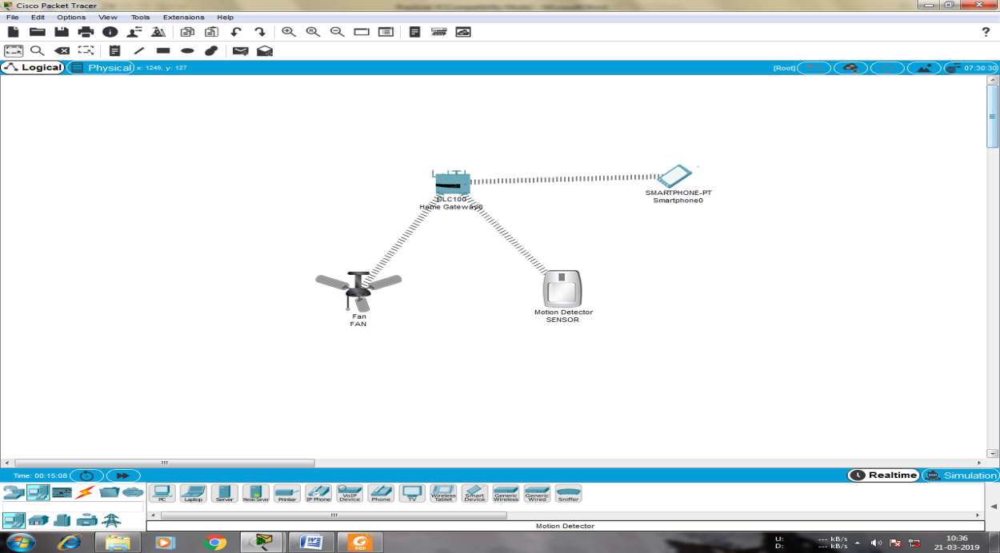 Cisco Packet Tracer
File Edit Options View Tools Extensions Help
?
Logical Physical x: 1249, y: 127 [Root] 07:30:30
DLC100
Home Gateway0
SMARTPHONE-PT
Smartphone0
Fan
FAN
Motion Detector
SENSOR
Time: 00:15:08 Realtime Simulation
PC Laptop Server Meraki Server Printer IP Phone VoIP Device Phone TV Wireless Tablet Smart Device Generic Wireless Generic Wired Sniffer
Motion Detector
U: --- kB/s
D: --- kB/s
10:36
21-03-2019
PDF